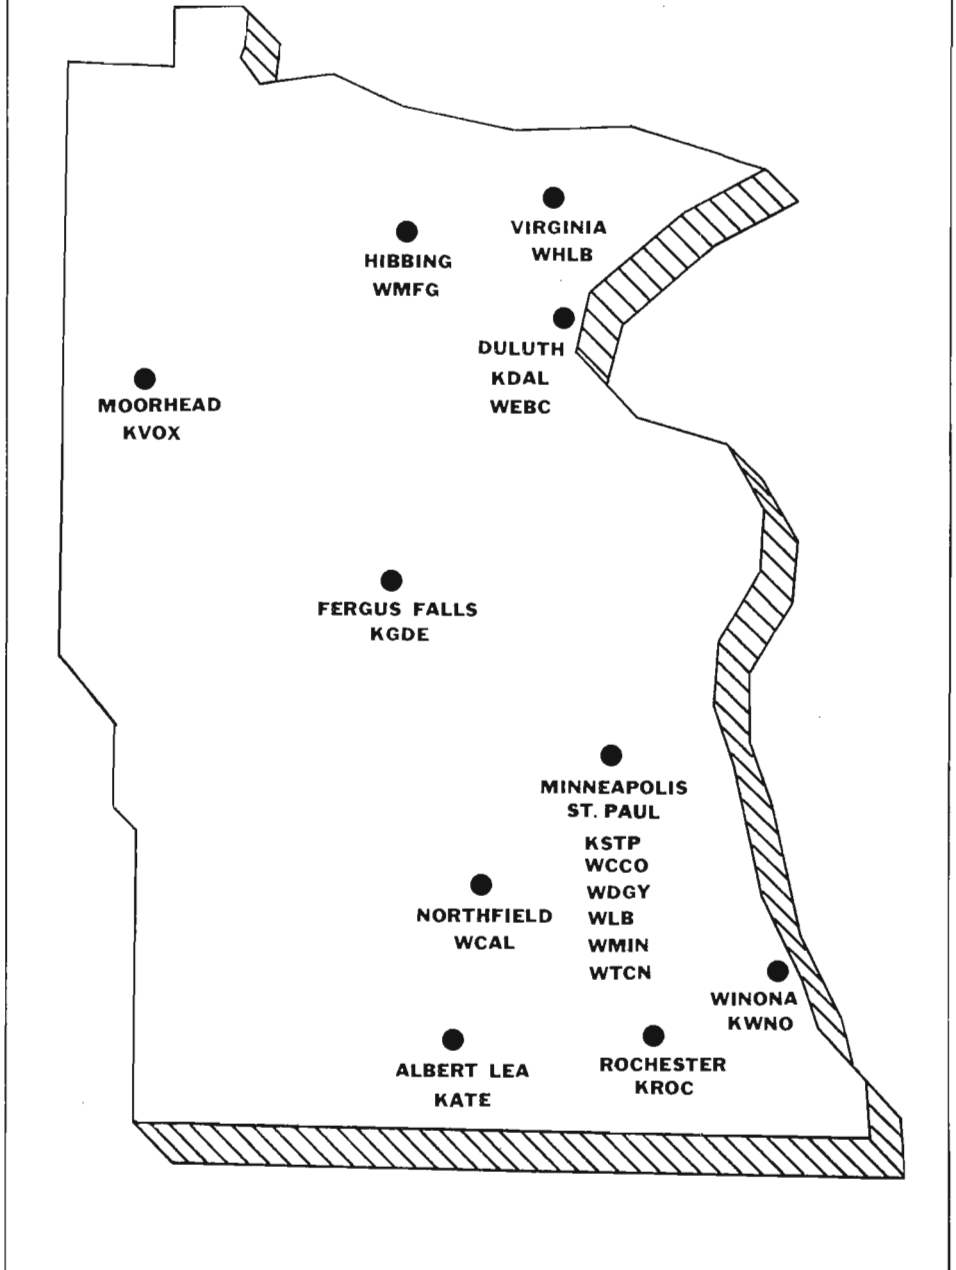 VIRGINIA
WHLB
HIBBING
WMFG
DULUTH
KDAL
WEBC
MOORHEAD
KVOX
FERGUS FALLS
KGDE
MINNEAPOLIS
ST. PAUL
KSTP
WCCO
WDGY
WLB
WMIN
WTCN
NORTHFIELD
WCAL
WINONA
KWNO
ROCHESTER
KROC
ALBERT LEA
KATE